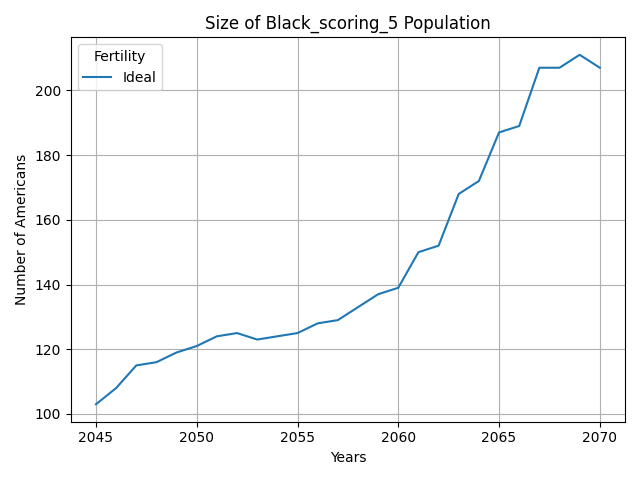 Size of Black_scoring_5 Population
Fertility
Ideal
Number of Americans
200
180
160
140
120
100
2045 2050 2055 2060 2065 2070
Years